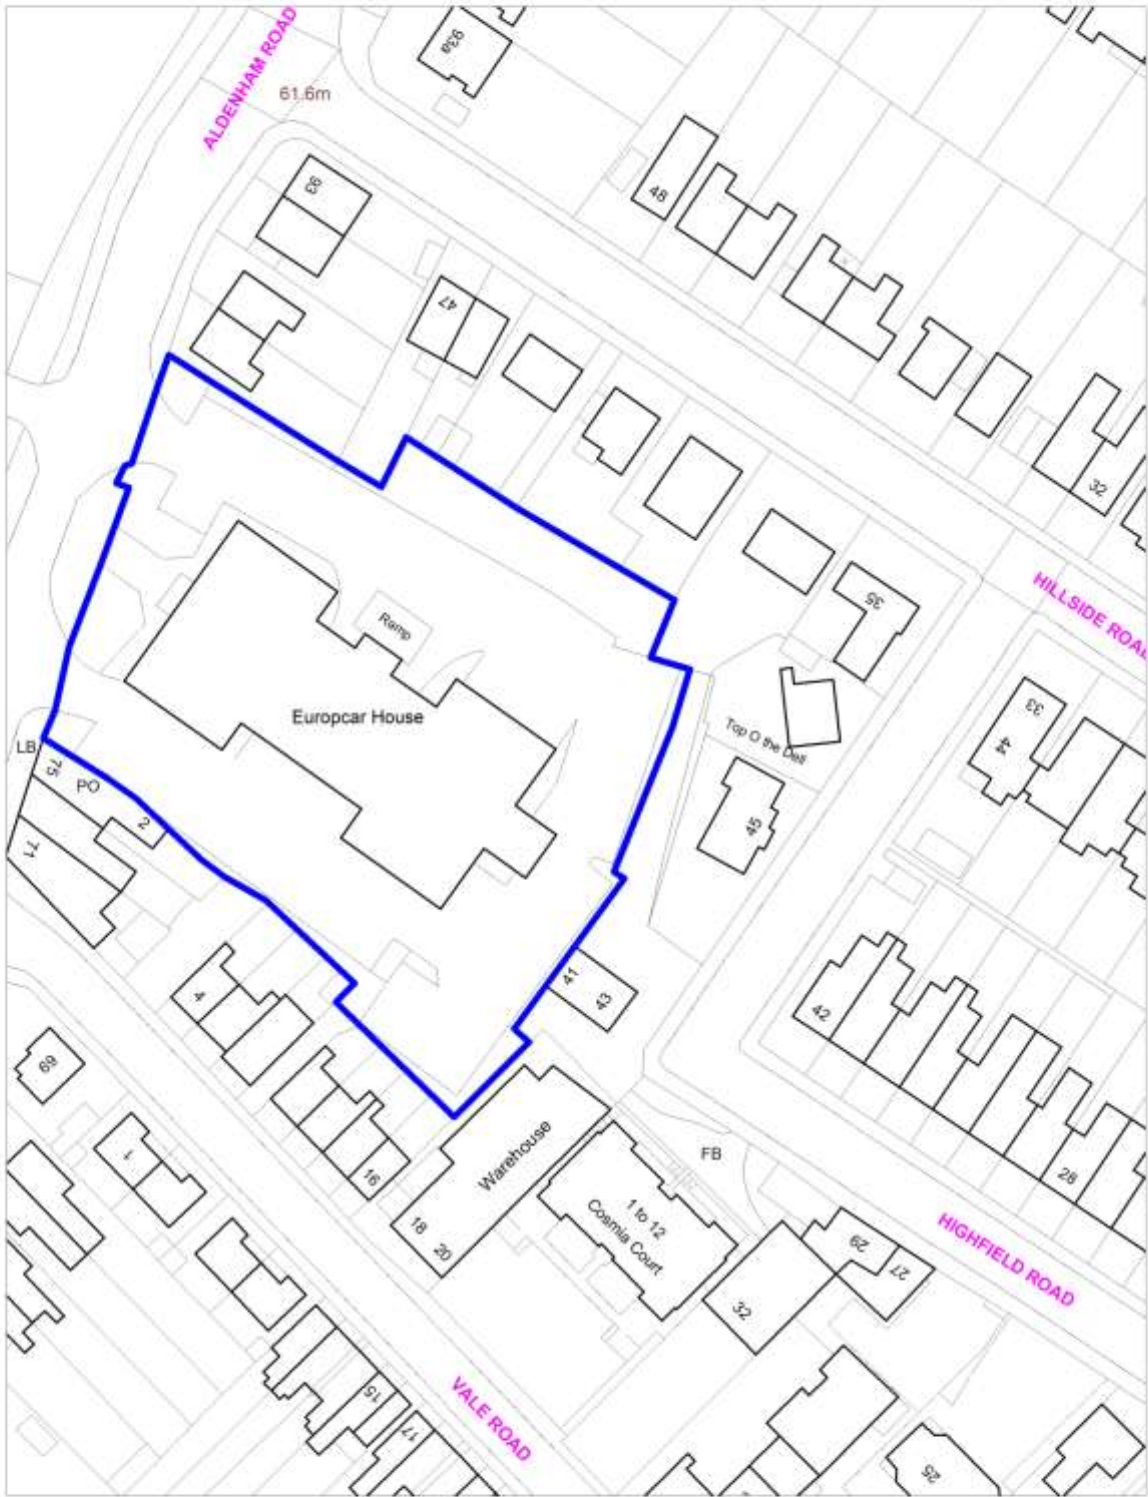 93a
ALDENHAM ROAD
61.6m
93
48
47
32
HILLSIDE ROAD
35
Ramp
33
44
Europcar House
Top O the Dell
LB
75
PO
2
45
71
41
43
4
42
69
Warehouse
FB
1
16
28
1 to 12
Cosmia Court
18
20
29
27
HIGHFIELD ROAD
32
15
17
VALE ROAD
25